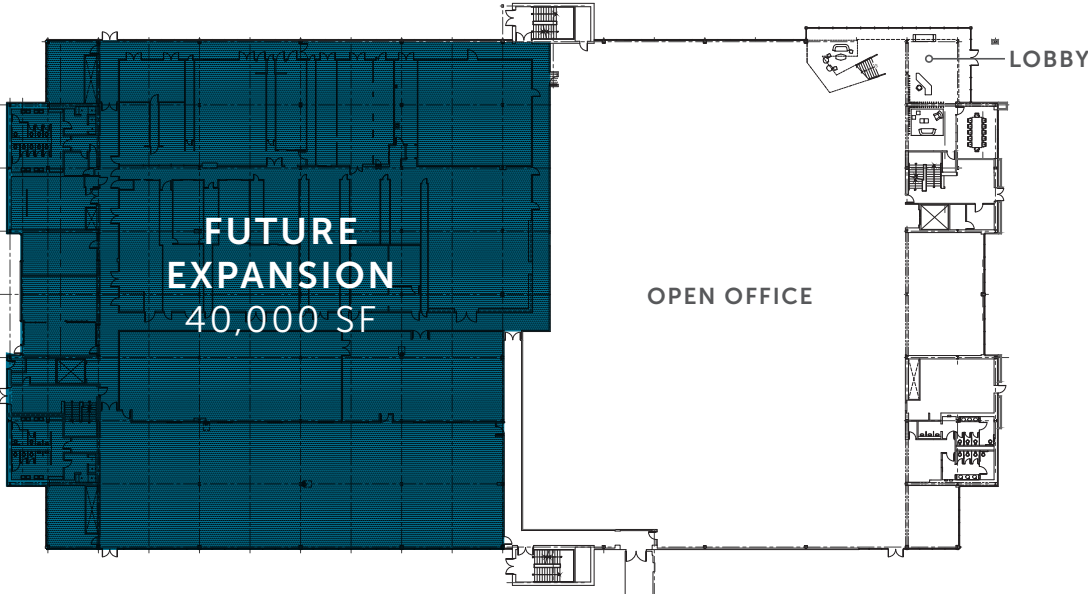 LOBBY
FUTURE
EXPANSION
40,000 SF
OPEN OFFICE